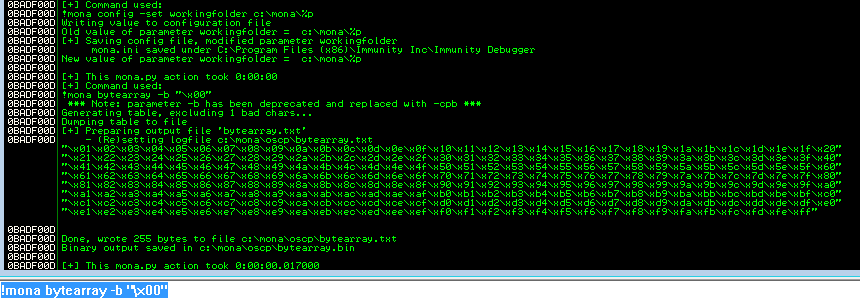 0BADF00D [+] Command used:
0BADF00D !mona config -set workingfolder c:\mona\%p
0BADF00D Writing value to configuration file
0BADF00D Old value of parameter workingfolder =  c:\mona\%p
0BADF00D [+] Saving config file, modified parameter workingfolder
0BADF00D mona.ini saved under C:\Program Files (x86)\Immunity Inc\Immunity Debugger
0BADF00D New value of parameter workingfolder =  c:\mona\%p
0BADF00D
0BADF00D [+] This mona.py action took 0:00:00
0BADF00D [+] Command used:
0BADF00D !mona bytearray -b "\x00"
0BADF00D *** Note: parameter -b has been deprecated and replaced with -cpb ***
0BADF00D Generating table, excluding 1 bad chars...
0BADF00D Dumping table to file
0BADF00D [+] Preparing output file 'bytearray.txt'
0BADF00D - (Re)setting logfile c:\mona\oscp\bytearray.txt
"\x01\x02\x03\x04\x05\x06\x07\x08\x09\x0a\x0b\x0c\x0d\x0e\x0f\x10\x11\x12\x13\x14\x15\x16\x17\x18\x19\x1a\x1b\x1c\x1d\x1e\x1f\x20"
"\x21\x22\x23\x24\x25\x26\x27\x28\x29\x2a\x2b\x2c\x2d\x2e\x2f\x30\x31\x32\x33\x34\x35\x36\x37\x38\x39\x3a\x3b\x3c\x3d\x3e\x3f\x40"
"\x41\x42\x43\x44\x45\x46\x47\x48\x49\x4a\x4b\x4c\x4d\x4e\x4f\x50\x51\x52\x53\x54\x55\x56\x57\x58\x59\x5a\x5b\x5c\x5d\x5e\x5f\x60"
"\x61\x62\x63\x64\x65\x66\x67\x68\x69\x6a\x6b\x6c\x6d\x6e\x6f\x70\x71\x72\x73\x74\x75\x76\x77\x78\x79\x7a\x7b\x7c\x7d\x7e\x7f\x80"
"\x81\x82\x83\x84\x85\x86\x87\x88\x89\x8a\x8b\x8c\x8d\x8e\x8f\x90\x91\x92\x93\x94\x95\x96\x97\x98\x99\x9a\x9b\x9c\x9d\x9e\x9f\xa0"
"\xa1\xa2\xa3\xa4\xa5\xa6\xa7\xa8\xa9\xaa\xab\xac\xad\xae\xaf\xb0\xb1\xb2\xb3\xb4\xb5\xb6\xb7\xb8\xb9\xba\xbb\xbc\xbd\xbe\xbf\xc0"
"\xc1\xc2\xc3\xc4\xc5\xc6\xc7\xc8\xc9\xca\xcb\xcc\xcd\xce\xcf\xd0\xd1\xd2\xd3\xd4\xd5\xd6\xd7\xd8\xd9\xda\xdb\xdc\xdd\xde\xdf\xe0"
"\xe1\xe2\xe3\xe4\xe5\xe6\xe7\xe8\xe9\xea\xeb\xec\xed\xee\xef\xf0\xf1\xf2\xf3\xf4\xf5\xf6\xf7\xf8\xf9\xfa\xfb\xfc\xfd\xfe\xff"
0BADF00D
0BADF00D Done, wrote 255 bytes to file c:\mona\oscp\bytearray.txt
0BADF00D Binary output saved in c:\mona\oscp\bytearray.bin
0BADF00D
0BADF00D [+] This mona.py action took 0:00:00.017000
!mona bytearray -b "\x00"